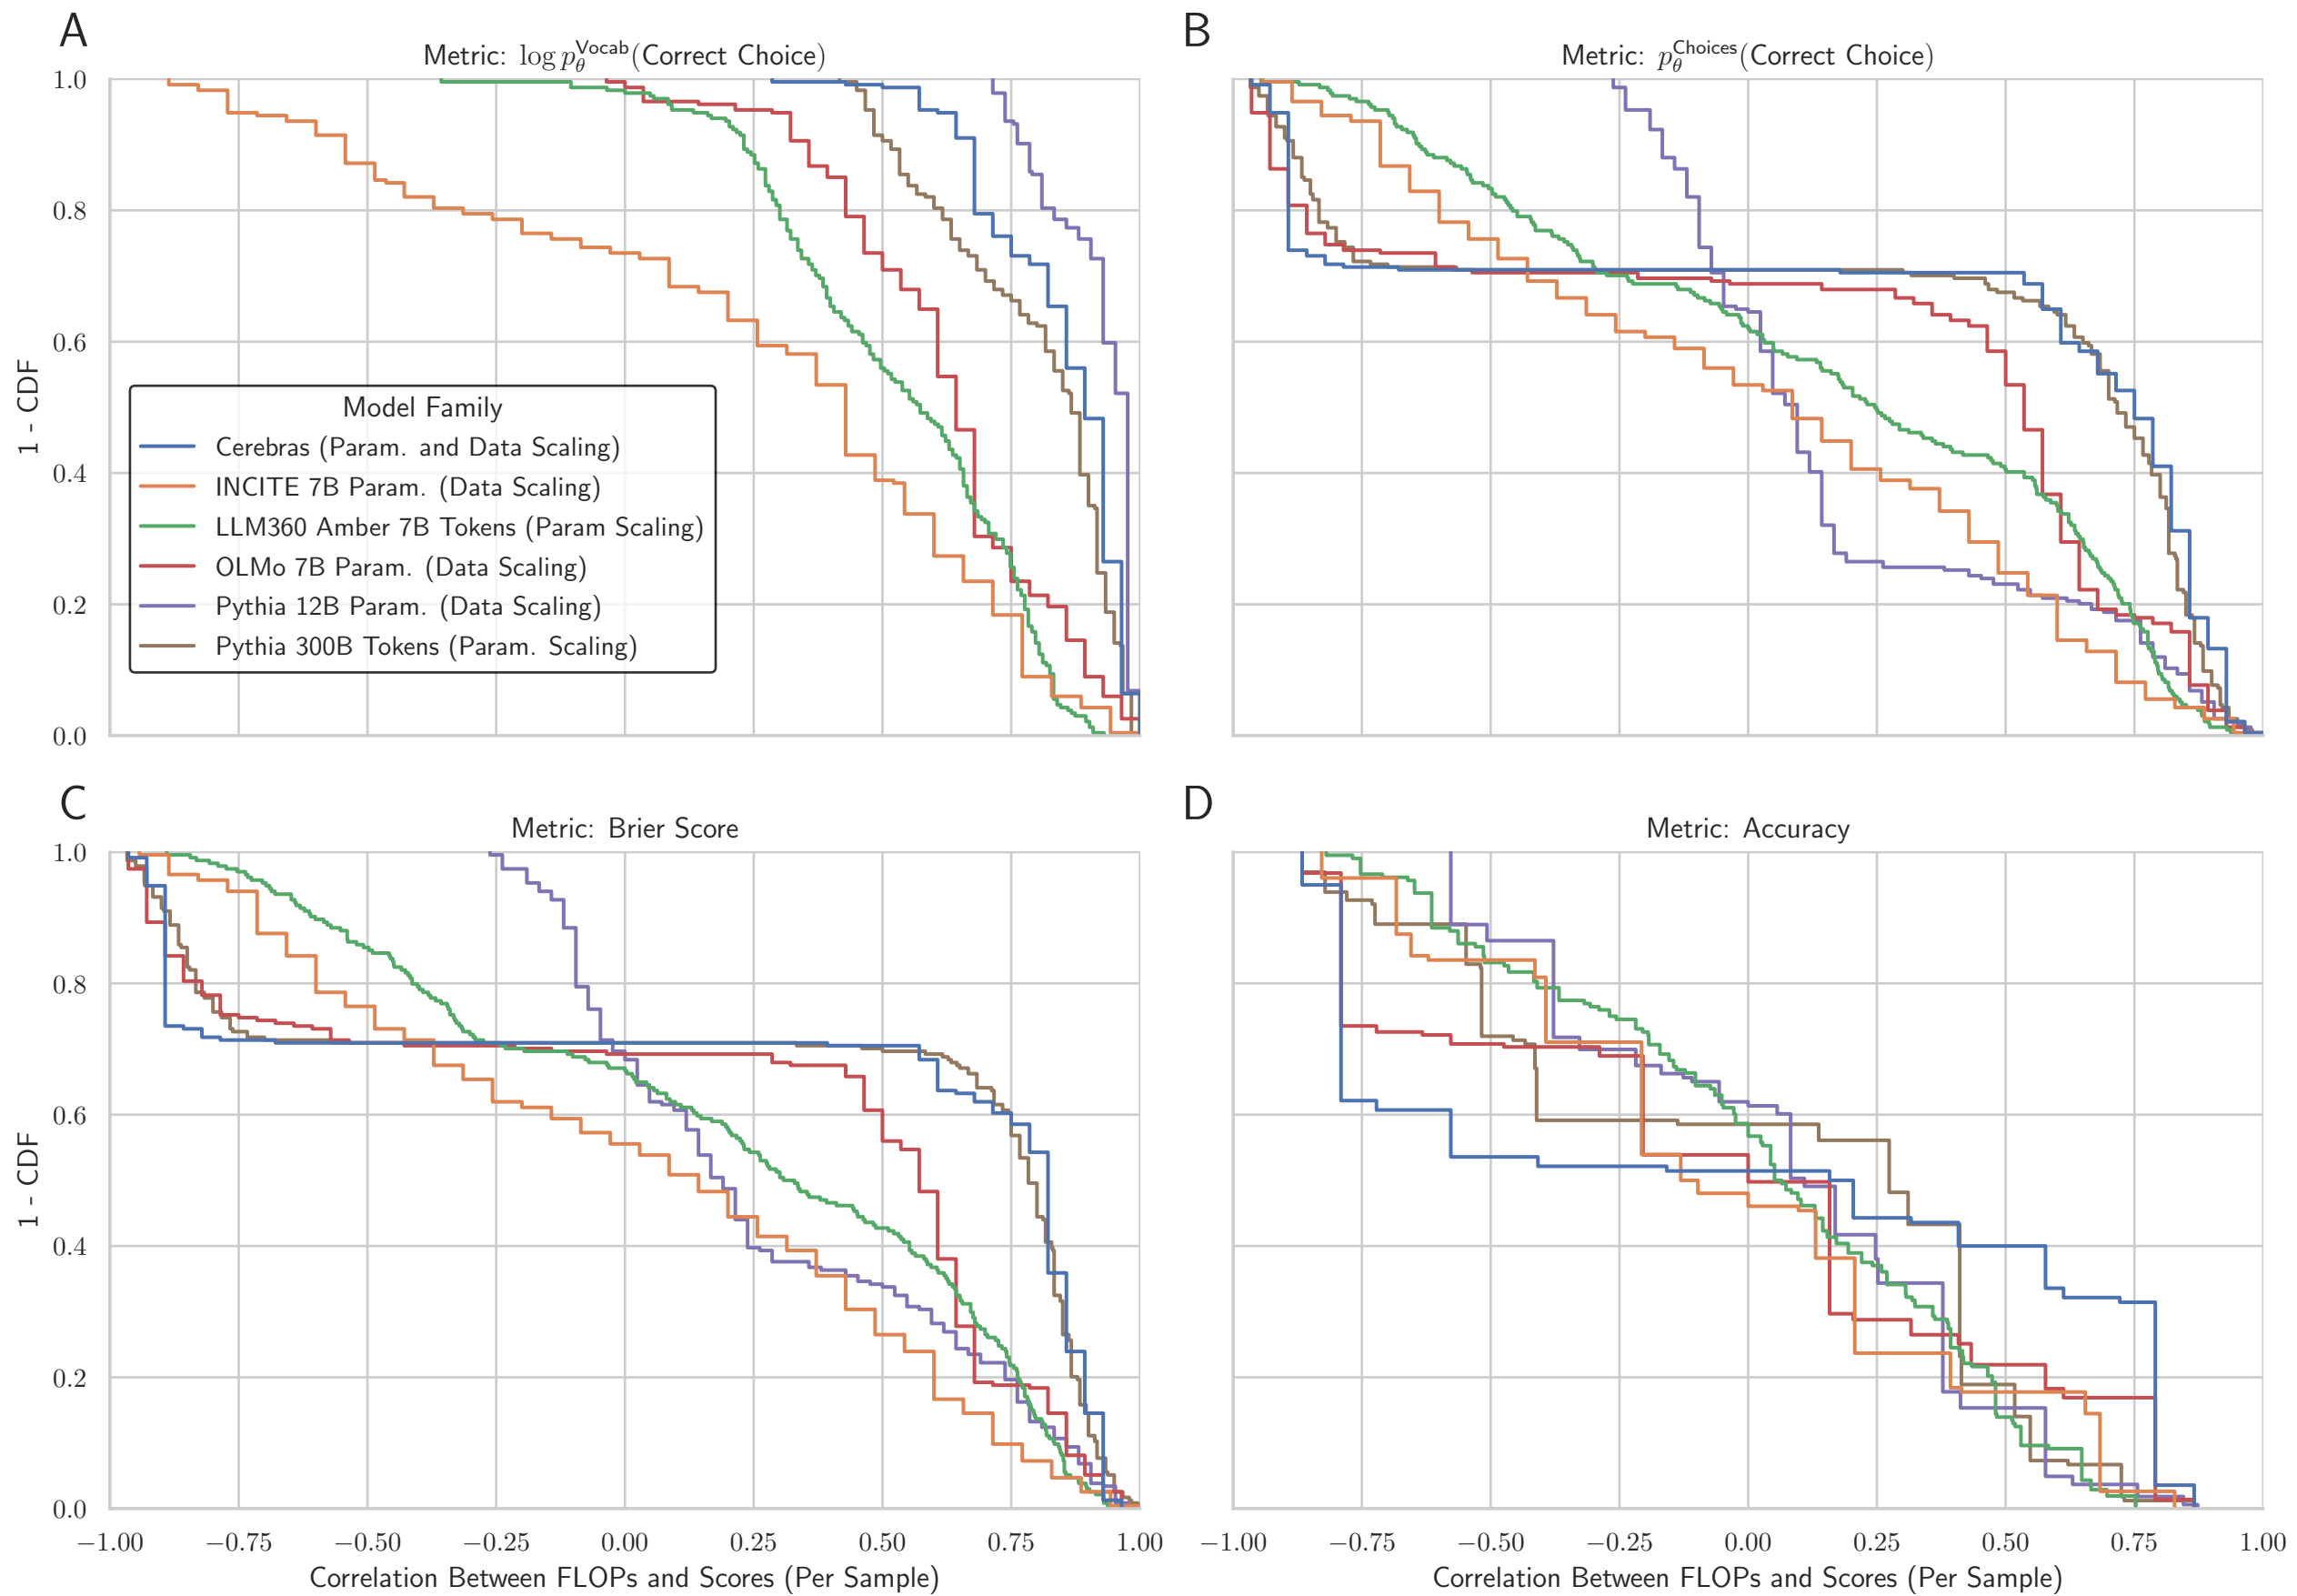 A
Metric: log p_θ^Vocab(Correct Choice)
1.0
0.8
0.6
0.4
0.2
0.0
1 - CDF
Model Family
Cerebras (Param. and Data Scaling)
INCITE 7B Param. (Data Scaling)
LLM360 Amber 7B Tokens (Param Scaling)
OLMo 7B Param. (Data Scaling)
Pythia 12B Param. (Data Scaling)
Pythia 300B Tokens (Param. Scaling)
B
Metric: p_θ^Choices(Correct Choice)
C
Metric: Brier Score
1.0
0.8
0.6
0.4
0.2
0.0
1 - CDF
−1.00 −0.75 −0.50 −0.25 0.00 0.25 0.50 0.75 1.00
Correlation Between FLOPs and Scores (Per Sample)
D
Metric: Accuracy
−1.00 −0.75 −0.50 −0.25 0.00 0.25 0.50 0.75 1.00
Correlation Between FLOPs and Scores (Per Sample)